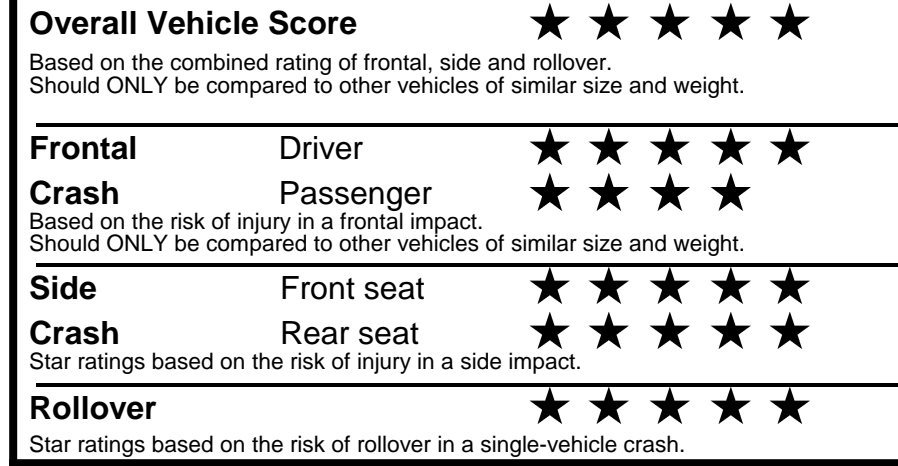 Overall Vehicle Score ★ ★ ★ ★ ★
Based on the combined rating of frontal, side and rollover.
Should ONLY be compared to other vehicles of similar size and weight.
Frontal Driver ★ ★ ★ ★ ★
Crash Passenger ★ ★ ★ ★
Based on the risk of injury in a frontal impact.
Should ONLY be compared to other vehicles of similar size and weight.
Side Front seat ★ ★ ★ ★ ★
Crash Rear seat ★ ★ ★ ★ ★
Star ratings based on the risk of injury in a side impact.
Rollover ★ ★ ★ ★ ★
Star ratings based on the risk of rollover in a single-vehicle crash.